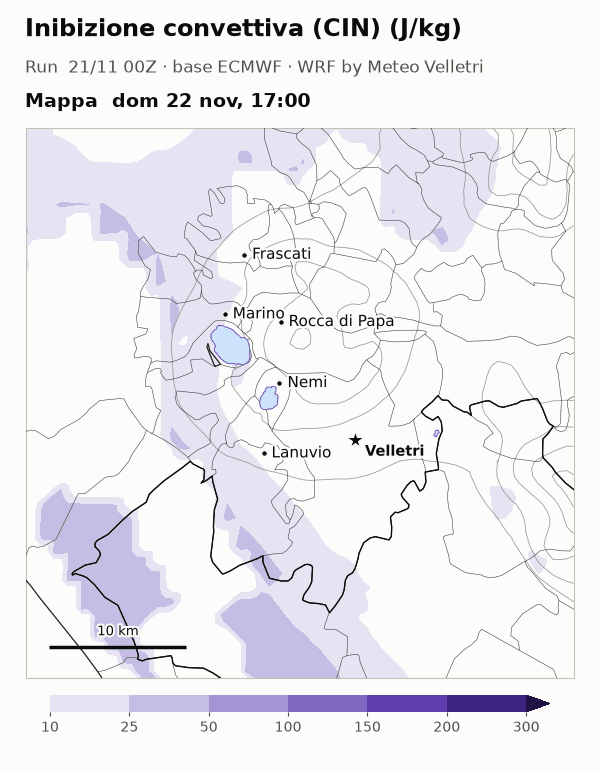 Inibizione convettiva (CIN) (J/kg)
Run  21/11 00Z · base ECMWF · WRF by Meteo Velletri
Mappa  dom 22 nov, 17:00
Frascati
Marino
Rocca di Papa
Nemi
Lanuvio
Velletri
10 km
10 25 50 100 150 200 300